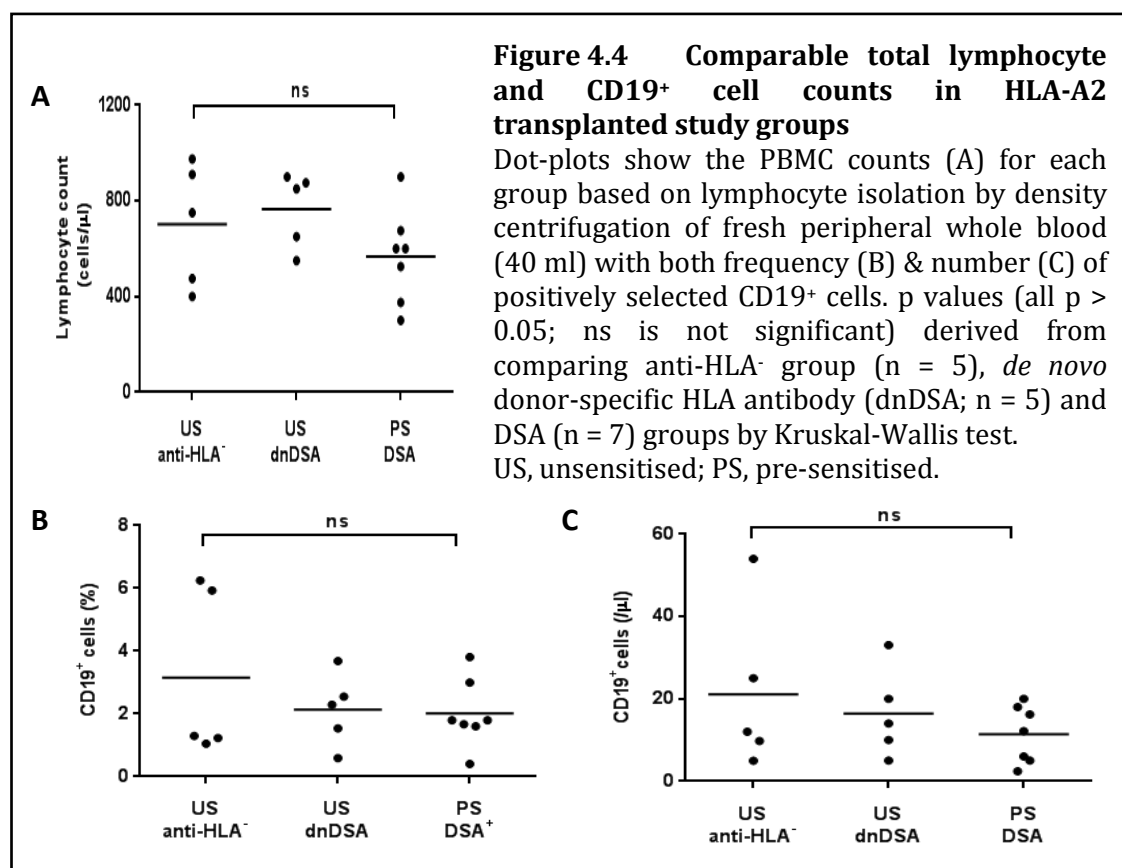 Figure 4.4 Comparable total lymphocyte
and CD19⁺ cell counts in HLA-A2
transplanted study groups
Dot-plots show the PBMC counts (A) for each
group based on lymphocyte isolation by density
centrifugation of fresh peripheral whole blood
(40 ml) with both frequency (B) & number (C) of
positively selected CD19⁺ cells. p values (all p >
0.05; ns is not significant) derived from
comparing anti-HLA⁻ group (n = 5), de novo
donor-specific HLA antibody (dnDSA; n = 5) and
DSA (n = 7) groups by Kruskal-Wallis test.
US, unsensitised; PS, pre-sensitised.
A
ns
Lymphocyte count
(cells/µl)
1200
800
400
0
US US PS
anti-HLA⁻ dnDSA DSA
B
ns
CD19⁺ cells (%)
8
6
4
2
0
US US PS
anti-HLA⁻ dnDSA DSA⁺
C
ns
CD19⁺ cells (/µl)
60
40
20
0
US US PS
anti-HLA⁻ dnDSA DSA